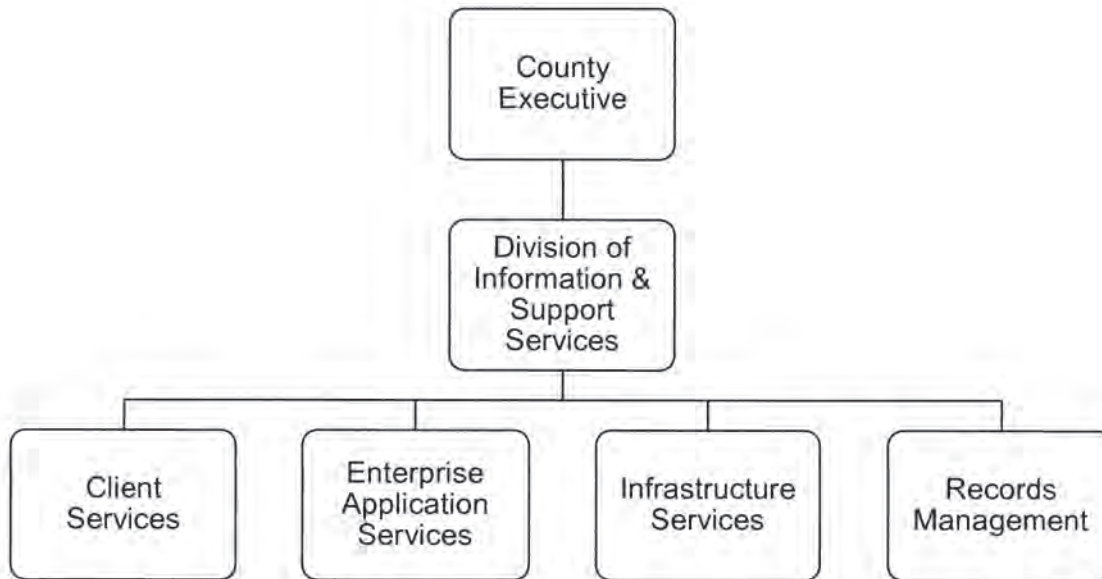 County
Executive
Division of
Information &
Support
Services
Client
Services
Enterprise
Application
Services
Infrastructure
Services
Records
Management